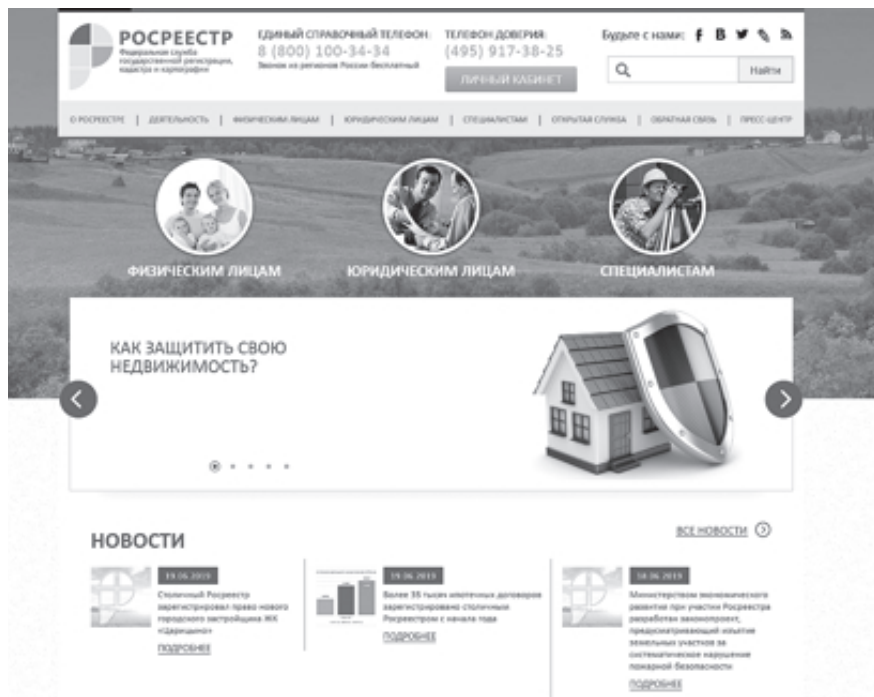 РОСРЕЕСТР
Федеральная служба
государственной регистрации,
кадастра и картографии
ЕДИНЫЙ СПРАВОЧНЫЙ ТЕЛЕФОН:
8 (800) 100-34-34
Звонок из регионов России бесплатный
ТЕЛЕФОН ДОВЕРИЯ:
(495) 917-38-25
ЛИЧНЫЙ КАБИНЕТ
Будьте с нами:
Найти
О РОСРЕЕСТРЕ | ДЕЯТЕЛЬНОСТЬ | ФИЗИЧЕСКИМ ЛИЦАМ | ЮРИДИЧЕСКИМ ЛИЦАМ | СПЕЦИАЛИСТАМ | ОТКРЫТАЯ СЛУЖБА | ОБРАТНАЯ СВЯЗЬ | ПРЕСС-ЦЕНТР
ФИЗИЧЕСКИМ ЛИЦАМ
ЮРИДИЧЕСКИМ ЛИЦАМ
СПЕЦИАЛИСТАМ
КАК ЗАЩИТИТЬ СВОЮ
НЕДВИЖИМОСТЬ?
НОВОСТИ
ВСЕ НОВОСТИ
19.06.2019
Столичный Росреестр
зарегистрировал право нового
городского застройщика ЖК
«Царицыно»
ПОДРОБНЕЕ
19.06.2019
Более 35 тысяч ипотечных договоров
зарегистрировано столичным
Росреестром с начала года
ПОДРОБНЕЕ
18.06.2019
Министерством экономического
развития при участии Росреестра
разработан законопроект,
предусматривающий изъятие
земельных участков за
систематическое нарушение
пожарной безопасности
ПОДРОБНЕЕ